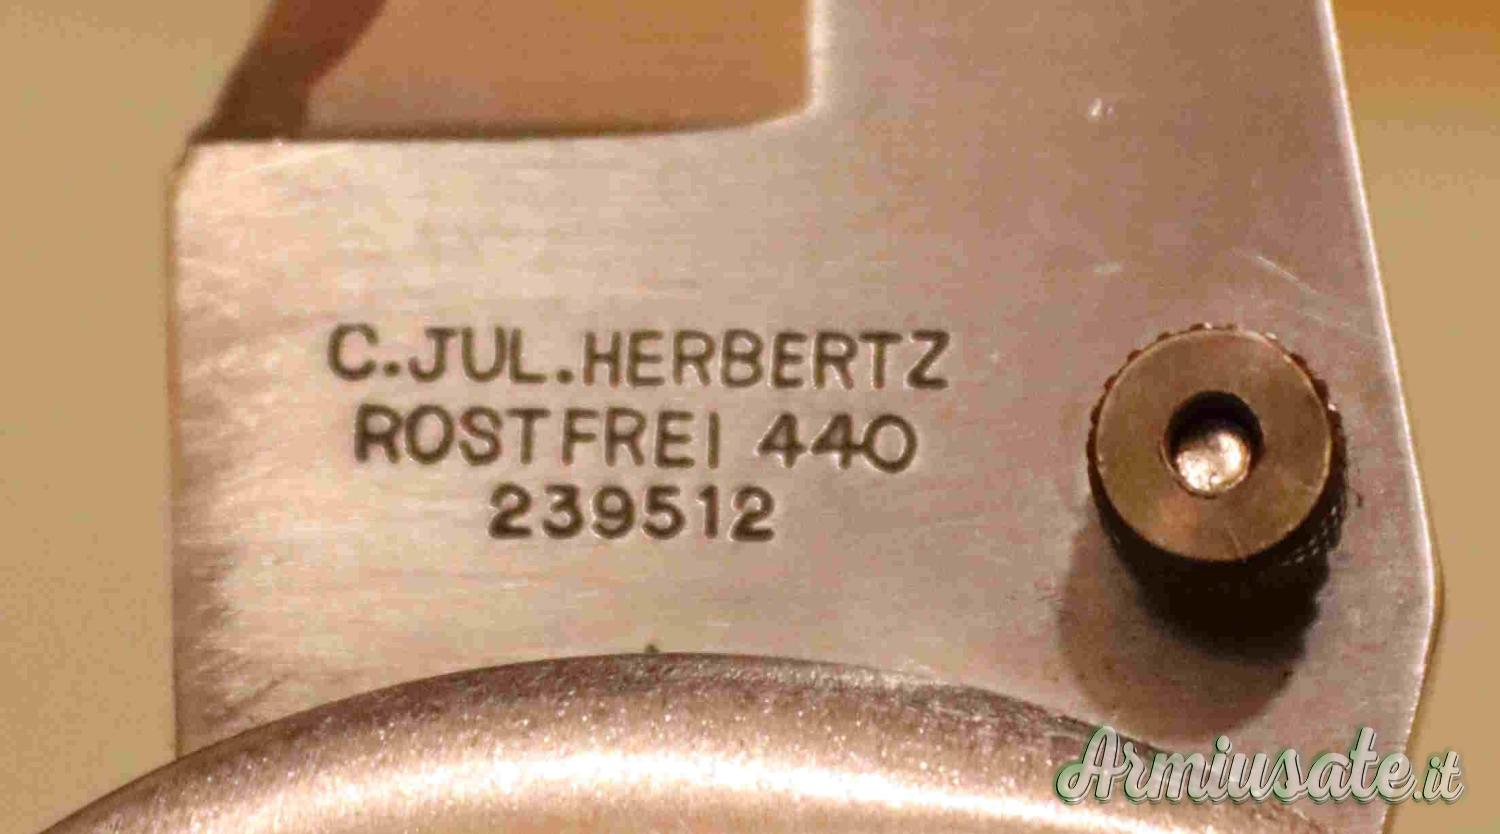 C.JUL.HERBERTZ
ROSTFREI 440
239512
Armiusate.it